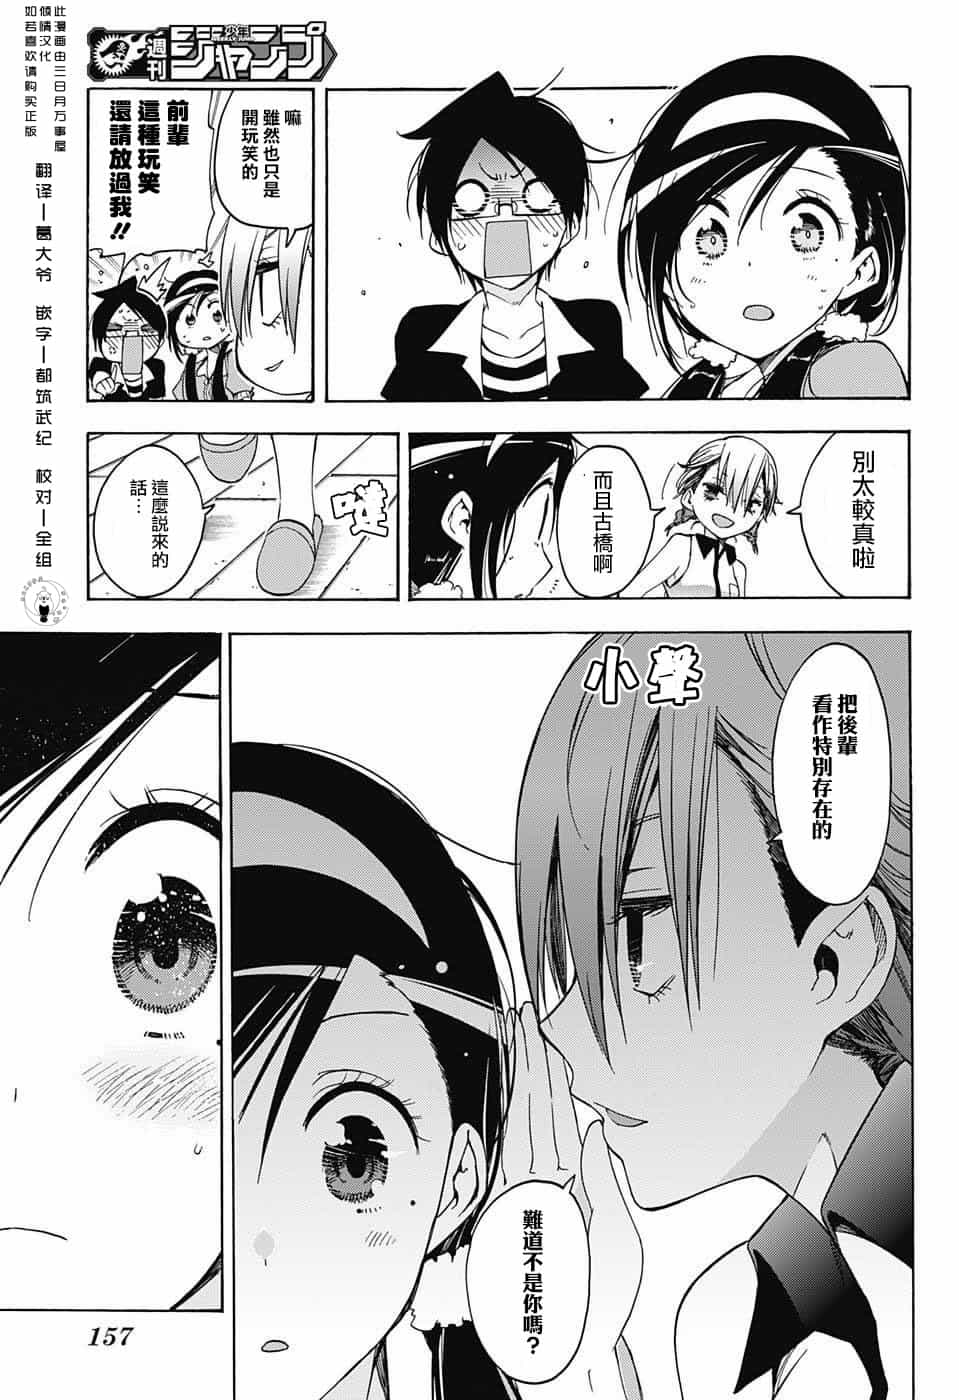 此漫画由三日月万事屋
倾情汉化
如若喜欢请购买正版
翻译—葛大爷 嵌字—都筑武纪 校对—全组
週刊
少年
ジャンプ
嘛
雖然也只是
開玩笑的
前輩
這種玩笑
還請放過我!!
別太較真啦
而且古橋啊
這麼說來的
話…
噠
小聲
把後輩
看作特別存在的
難道不是你嗎?
157